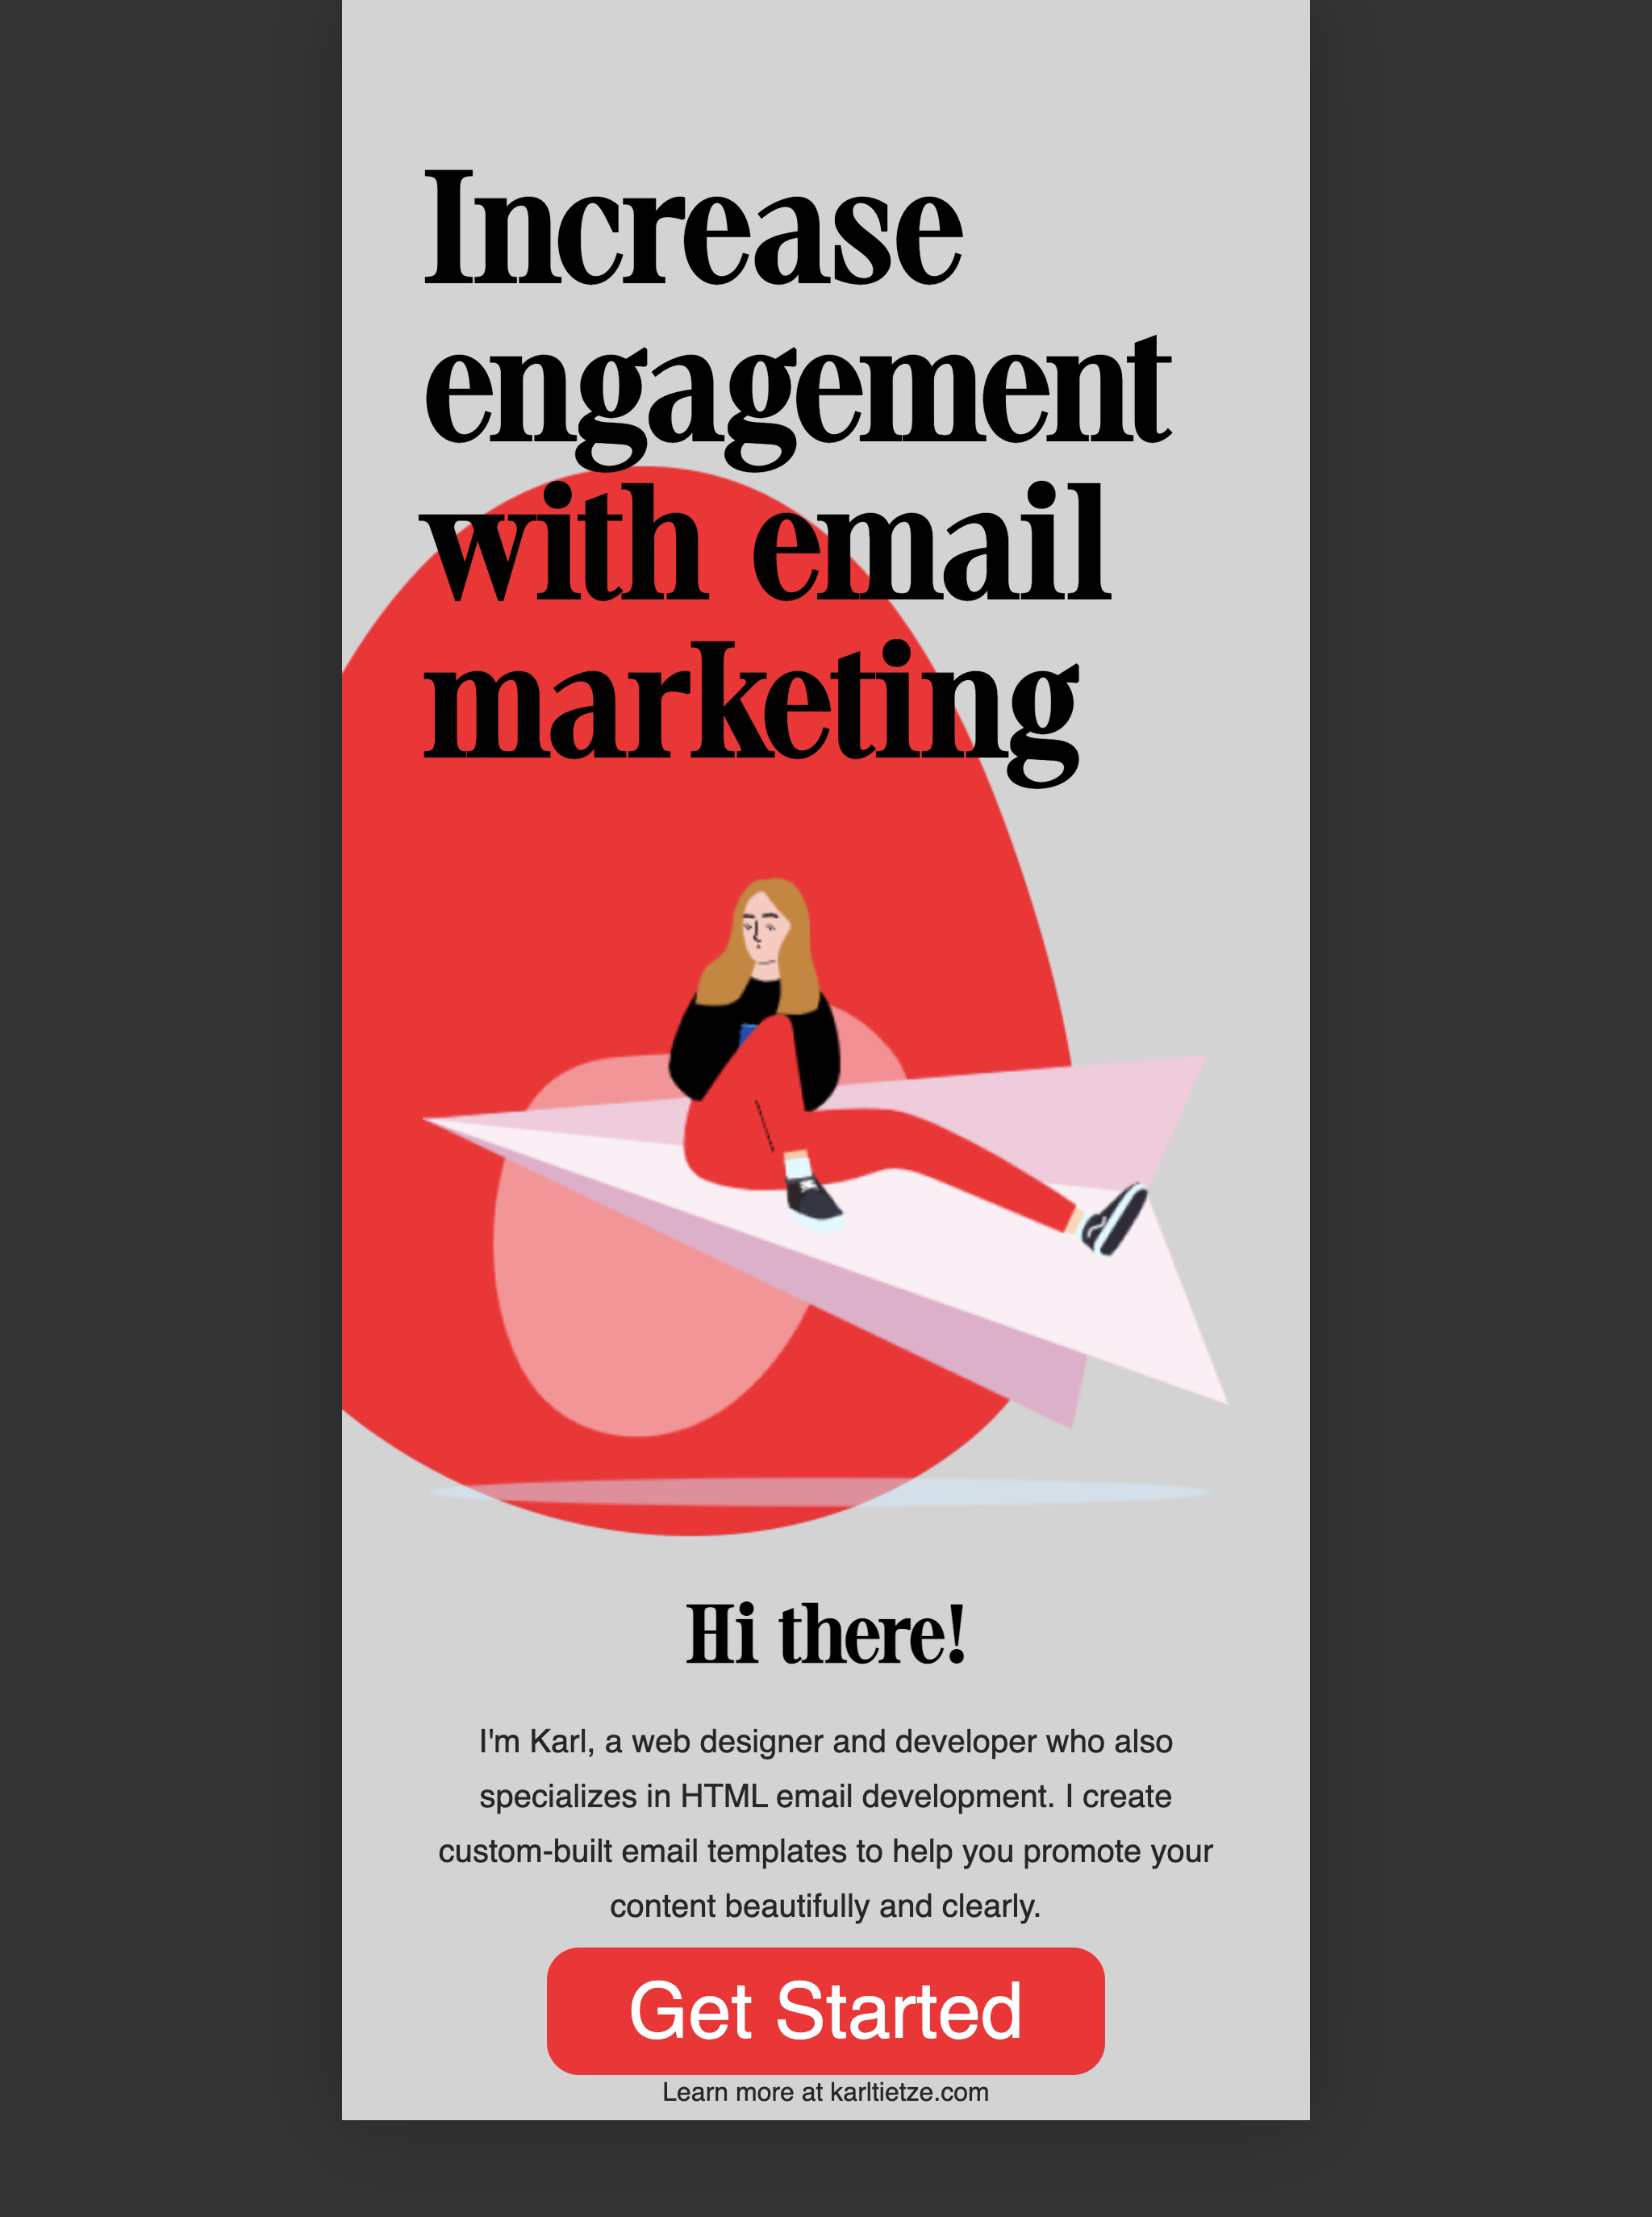 Increase
engagement
with email
marketing
Hi there!
I'm Karl, a web designer and developer who also
specializes in HTML email development. I create
custom-built email templates to help you promote your
content beautifully and clearly.
Get Started
Learn more at karltietze.com